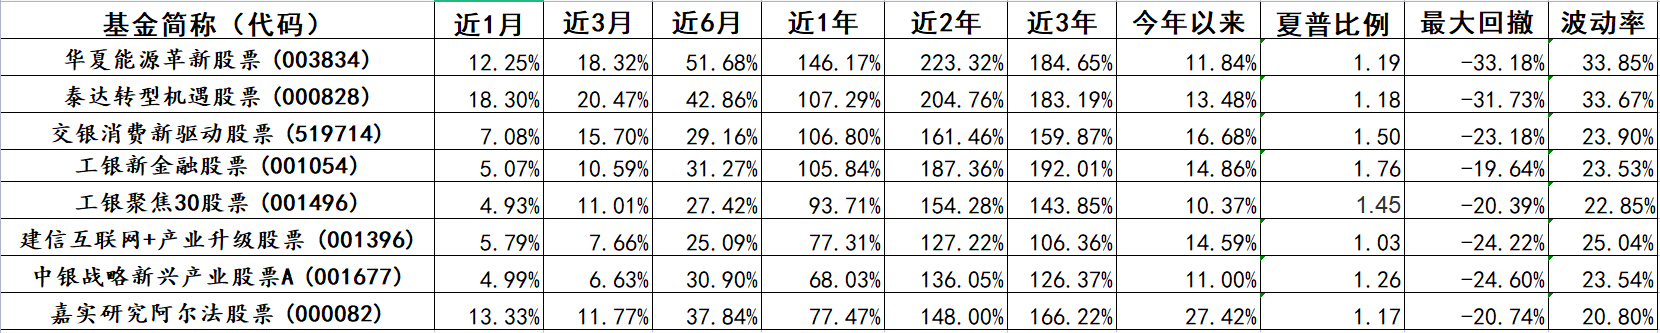 基金简称（代码） 近1月 近3月 近6月 近1年 近2年 近3年 今年以来 夏普比例 最大回撤 波动率
华夏能源革新股票(003834) 12.25% 18.32% 51.68% 146.17% 223.32% 184.65% 11.84% 1.19 -33.18% 33.85%
泰达转型机遇股票(000828) 18.30% 20.47% 42.86% 107.29% 204.76% 183.19% 13.48% 1.18 -31.73% 33.67%
交银消费新驱动股票(519714) 7.08% 15.70% 29.16% 106.80% 161.46% 159.87% 16.68% 1.50 -23.18% 23.90%
工银新金融股票(001054) 5.07% 10.59% 31.27% 105.84% 187.36% 192.01% 14.86% 1.76 -19.64% 23.53%
工银聚焦30股票(001496) 4.93% 11.01% 27.42% 93.71% 154.28% 143.85% 10.37% 1.45 -20.39% 22.85%
建信互联网+产业升级股票(001396) 5.79% 7.66% 25.09% 77.31% 127.22% 106.36% 14.59% 1.03 -24.22% 25.04%
中银战略新兴产业股票A(001677) 4.99% 6.63% 30.90% 68.03% 136.05% 126.37% 11.00% 1.26 -24.60% 23.54%
嘉实研究阿尔法股票(000082) 13.33% 11.77% 37.84% 77.47% 148.00% 166.22% 27.42% 1.17 -20.74% 20.80%